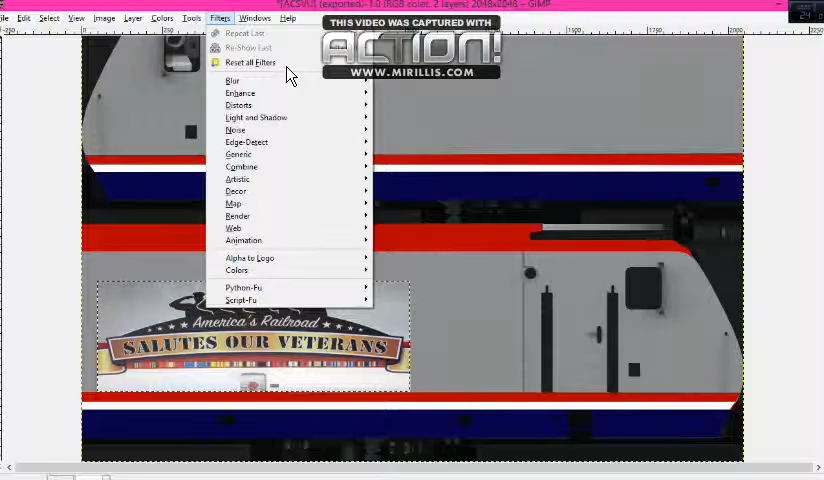 *[ACSV1] (exported)-1.0 (RGB color, 2 layers) 2048x2048 – GIMP
File Edit Select View Image Layer Colors Tools Filters Windows Help
Repeat Last
Re-Show Last
Reset all Filters
Blur
Enhance
Distorts
Light and Shadow
Noise
Edge-Detect
Generic
Combine
Artistic
Decor
Map
Render
Web
Animation
Alpha to Logo
Colors
Python-Fu
Script-Fu
THIS VIDEO WAS CAPTURED WITH
ACTION!
WWW.MIRILLIS.COM
24
America's Railroad
SALUTES OUR VETERANS